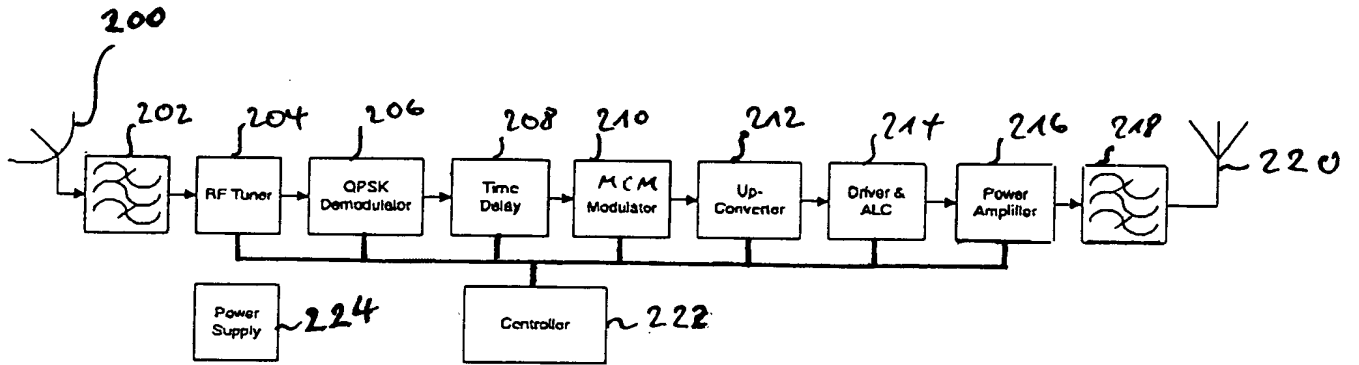 200
202
204
206
208
210
212
214
216
218
220
RF Tuner
QPSK
Demodulator
Time
Delay
MCM
Modulator
Up-
Converter
Driver &
ALC
Power
Amplifier
Power
Supply
224
Controller
222